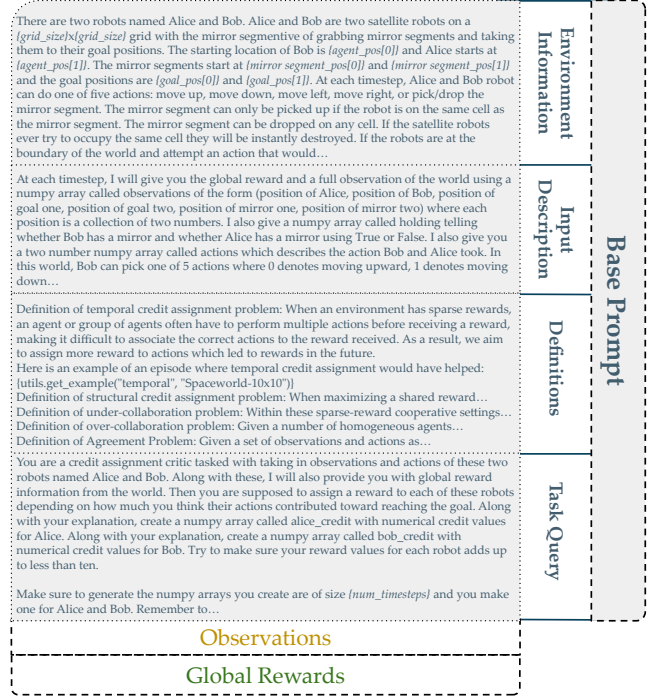 There are two robots named Alice and Bob. Alice and Bob are two satellite robots on a
{grid_size}x{grid_size} grid with the mirror segmentive of grabbing mirror segments and taking
them to their goal positions. The starting location of Bob is {agent_pos[0]} and Alice starts at
{agent_pos[1]}. The mirror segments start at {mirror segment_pos[0]} and {mirror segment_pos[1]}
and the goal positions are {goal_pos[0]} and {goal_pos[1]}. At each timestep, Alice and Bob robot
can do one of five actions: move up, move down, move left, move right, or pick/drop the
mirror segment. The mirror segment can only be picked up if the robot is on the same cell as
the mirror segment. The mirror segment can be dropped on any cell. If the satellite robots
ever try to occupy the same cell they will be instantly destroyed. If the robots are at the
boundary of the world and attempt an action that would…
Environment
Information
At each timestep, I will give you the global reward and a full observation of the world using a
numpy array called observations of the form (position of Alice, position of Bob, position of
goal one, position of goal two, position of mirror one, position of mirror two) where each
position is a collection of two numbers. I also give a numpy array called holding telling
whether Bob has a mirror and whether Alice has a mirror using True or False. I also give you
a two number numpy array called actions which describes the action Bob and Alice took. In
this world, Bob can pick one of 5 actions where 0 denotes moving upward, 1 denotes moving
down…
Input
Description
Definition of temporal credit assignment problem: When an environment has sparse rewards,
an agent or group of agents often have to perform multiple actions before receiving a reward,
making it difficult to associate the correct actions to the reward received. As a result, we aim
to assign more reward to actions which led to rewards in the future.
Here is an example of an episode where temporal credit assignment would have helped:
{utils.get_example("temporal", "Spaceworld-10x10")}
Definition of structural credit assignment problem: When maximizing a shared reward…
Definition of under-collaboration problem: Within these sparse-reward cooperative settings…
Definition of over-collaboration problem: Given a number of homogeneous agents…
Definition of Agreement Problem: Given a set of observations and actions as…
Definitions
You are a credit assignment critic tasked with taking in observations and actions of these two
robots named Alice and Bob. Along with these, I will also provide you with global reward
information from the world. Then you are supposed to assign a reward to each of these robots
depending on how much you think their actions contributed toward reaching the goal. Along
with your explanation, create a numpy array called alice_credit with numerical credit values
for Alice. Along with your explanation, create a numpy array called bob_credit with
numerical credit values for Bob. Try to make sure your reward values for each robot adds up
to less than ten.
Make sure to generate the numpy arrays you create are of size {num_timesteps} and you make
one for Alice and Bob. Remember to…
Task Query
Base Prompt
Observations
Global Rewards